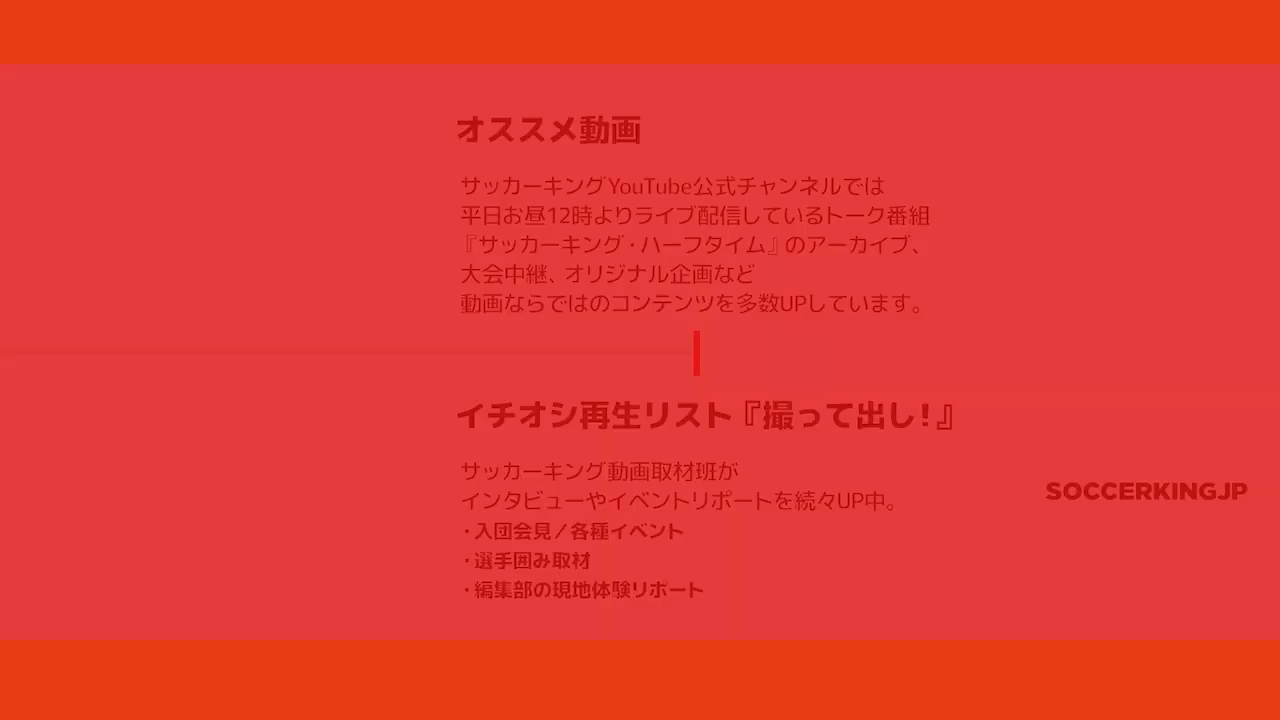 オススメ動画
サッカーキングYouTube公式チャンネルでは
平日お昼12時よりライブ配信しているトーク番組
『サッカーキング・ハーフタイム』のアーカイブ、
大会中継、オリジナル企画など
動画ならではのコンテンツを多数UPしています。
イチオシ再生リスト『撮って出し!』
サッカーキング動画取材班が
インタビューやイベントリポートを続々UP中。
・入団会見／各種イベント
・選手囲み取材
・編集部の現地体験リポート
SOCCERKINGJP